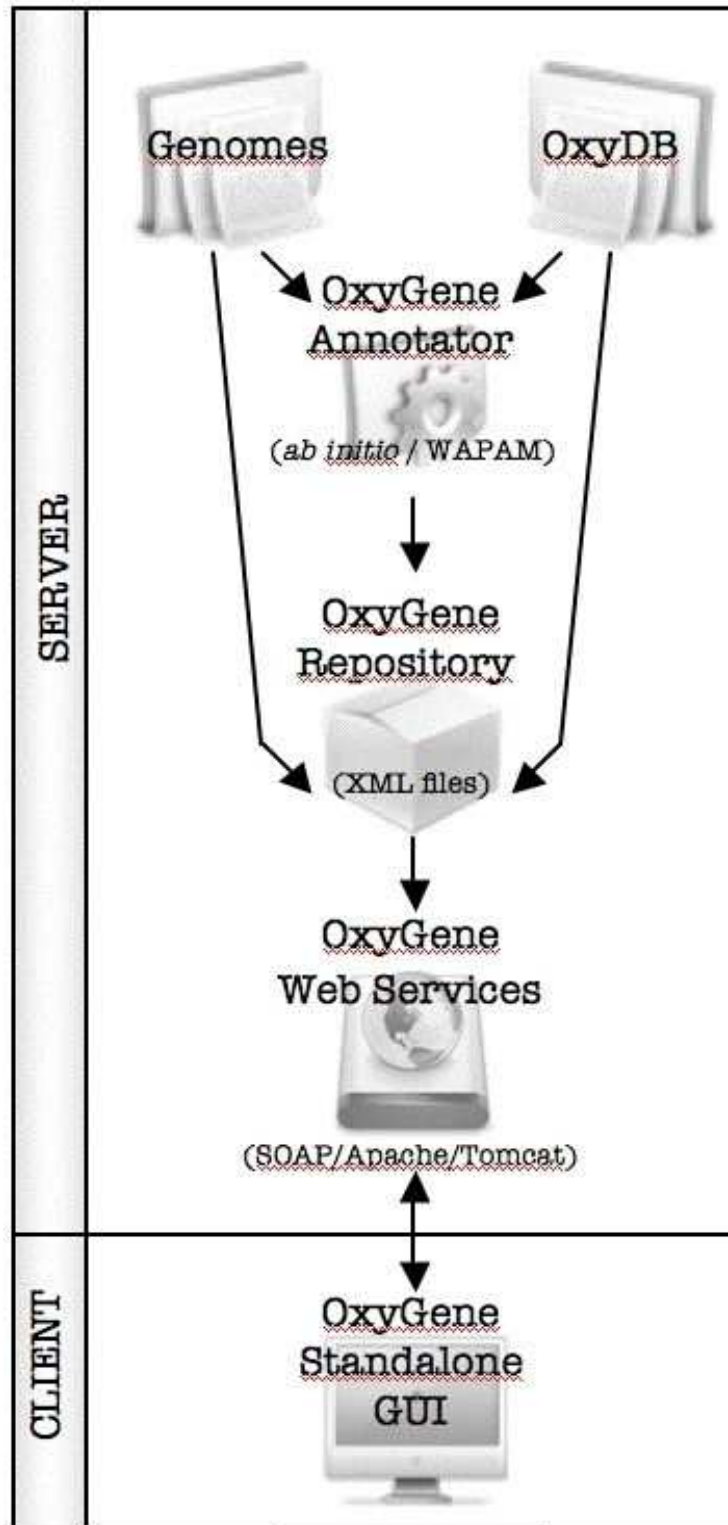 SERVER
Genomes
OxyDB
OxyGene
Annotator
(ab initio / WAPAM)
OxyGene
Repository
(XML files)
OxyGene
Web Services
(SOAP/Apache/Tomcat)
CLIENT
OxyGene
Standalone
GUI